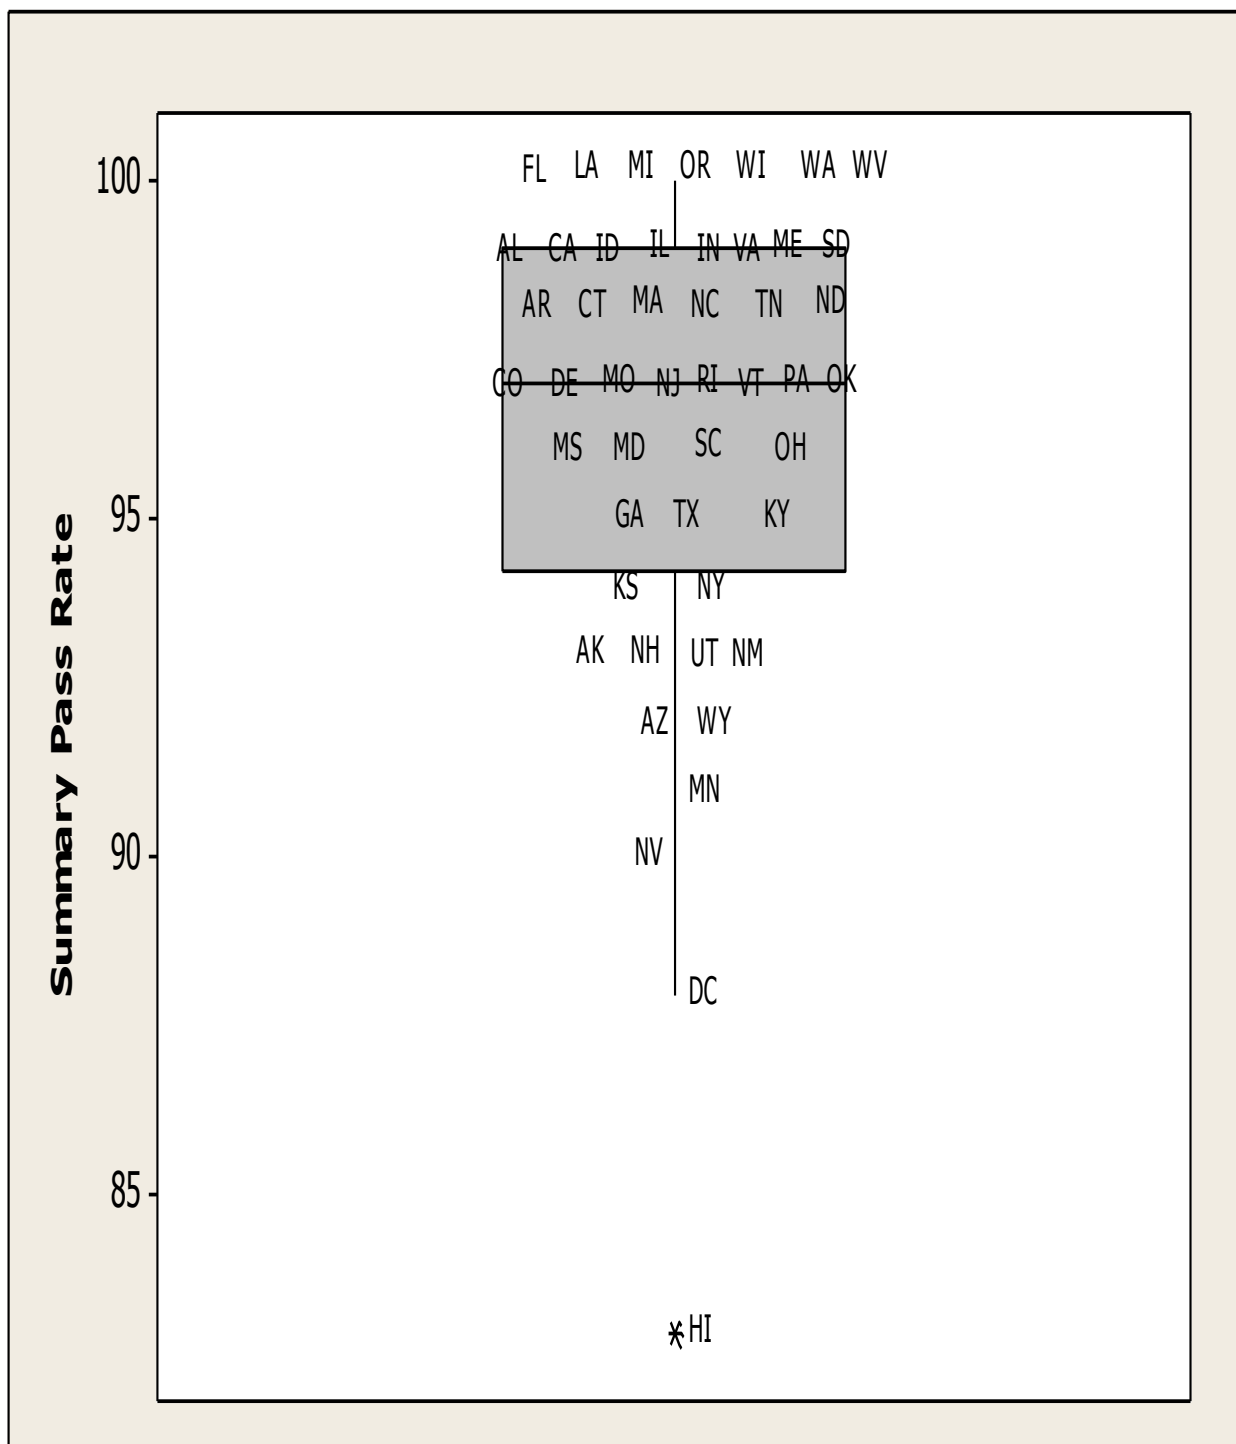 100
FL LA MI OR WI WA WV
AL CA ID IL IN VA ME SD
AR CT MA NC TN ND
CO DE MO NJ RI VT PA OK
MS MD SC OH
95
GA TX KY
KS NY
AK NH UT NM
AZ WY
MN
90
NV
DC
85
HI
Summary Pass Rate